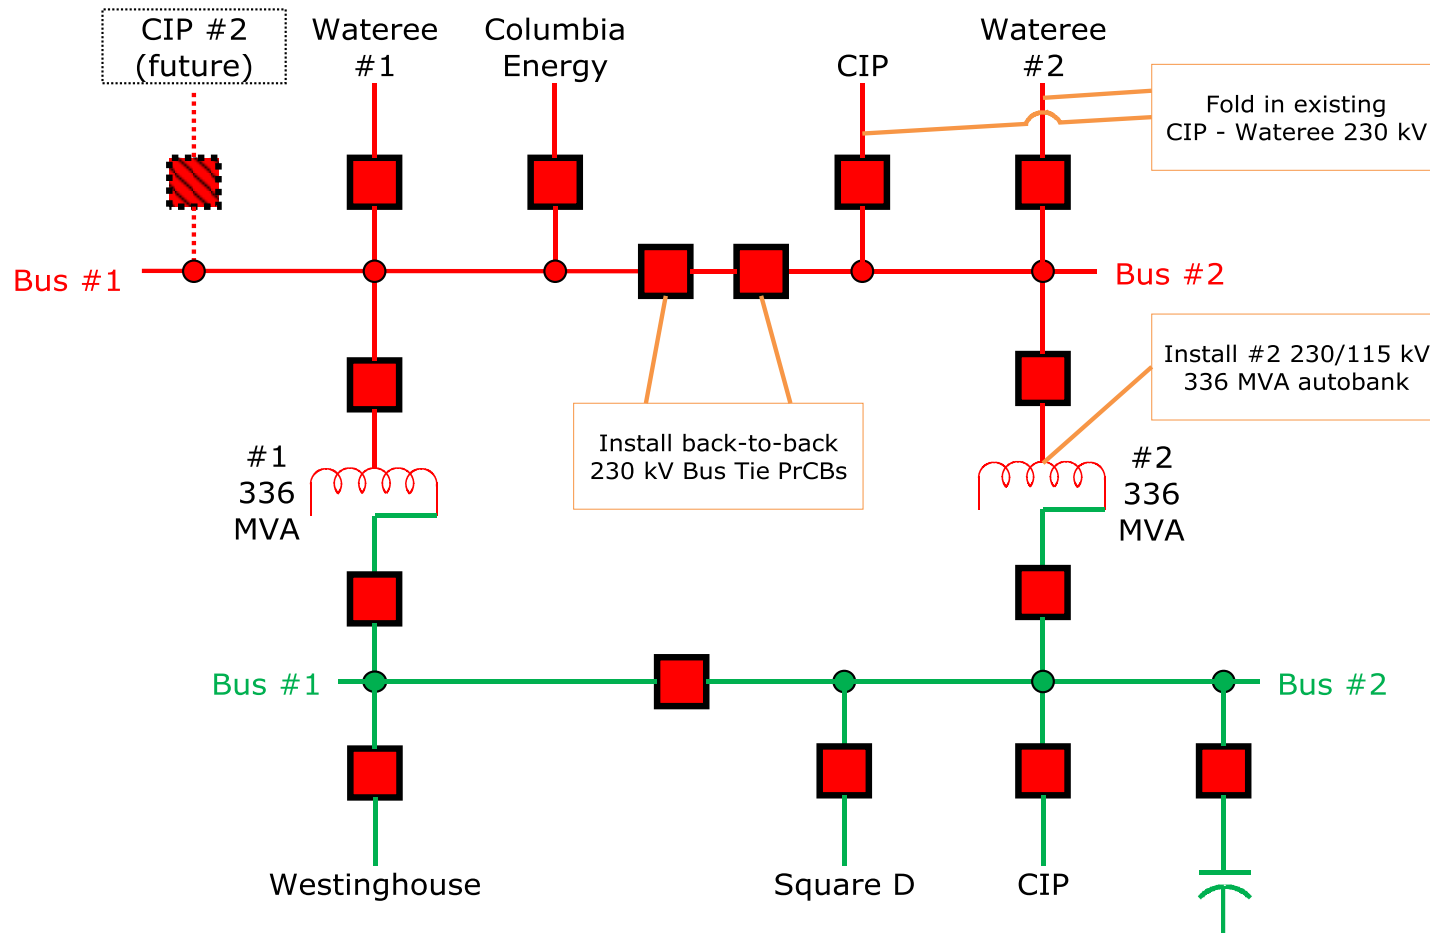 CIP #2
(future)
Wateree
#1
Columbia
Energy
CIP
Wateree
#2
Fold in existing
CIP - Wateree 230 kV
Bus #1
Bus #2
Install #2 230/115 kV
336 MVA autobank
Install back-to-back
230 kV Bus Tie PrCBs
#1
336
MVA
#2
336
MVA
Bus #1
Bus #2
Westinghouse
Square D
CIP